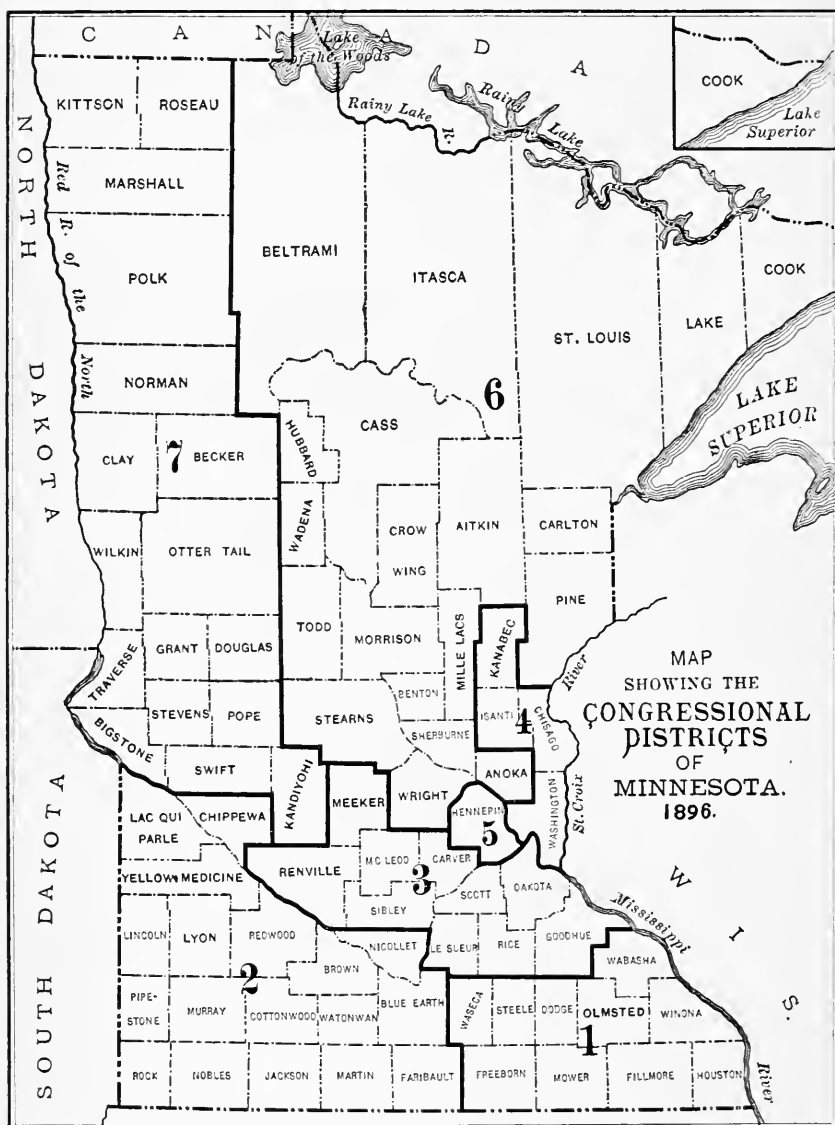 CANADA
Lake
of the Woods
Rainy Lake
R.
Rainy
Lake
COOK
Lake
Superior
KITTSON
ROSEAU
NORTH DAKOTA
Red R. of the North
MARSHALL
BELTRAMI
ITASCA
COOK
POLK
ST. LOUIS
LAKE
NORMAN
6
LAKE
SUPERIOR
HUBBARD
CASS
CLAY
7
BECKER
WADENA
CROW
WING
AITKIN
CARLTON
WILKIN
OTTER TAIL
PINE
TODD
MORRISON
MILLE LACS
KANABEC
GRANT
DOUGLAS
TRAVERSE
BENTON
ISANTI
4
CHISAGO
River
STEVENS
POPE
STEARNS
SHERBURNE
BIGSTONE
SWIFT
KANDIYOHI
MEEKER
WRIGHT
ANOKA
WASHINGTON
St. Croix
MAP
SHOWING THE
CONGRESSIONAL
DISTRICTS
OF
MINNESOTA.
1896.
HENNEPIN
5
LAC QUI
PARLE
CHIPPEWA
SOUTH DAKOTA
RENVILLE
MC LEOD
CARVER
3
YELLOW MEDICINE
SCOTT
DAKOTA
SIBLEY
Mississippi
River
WIS.
LINCOLN
LYON
REDWOOD
NICOLLET
LE SUEUR
RICE
GOODHUE
BROWN
WABASHA
2
PIPE-
STONE
MURRAY
COTTONWOOD
WATONWAN
BLUE EARTH
WASECA
STEELE
DODGE
OLMSTED
WINONA
1
ROCK
NOBLES
JACKSON
MARTIN
FARIBAULT
FREEBORN
MOWER
FILLMORE
HOUSTON